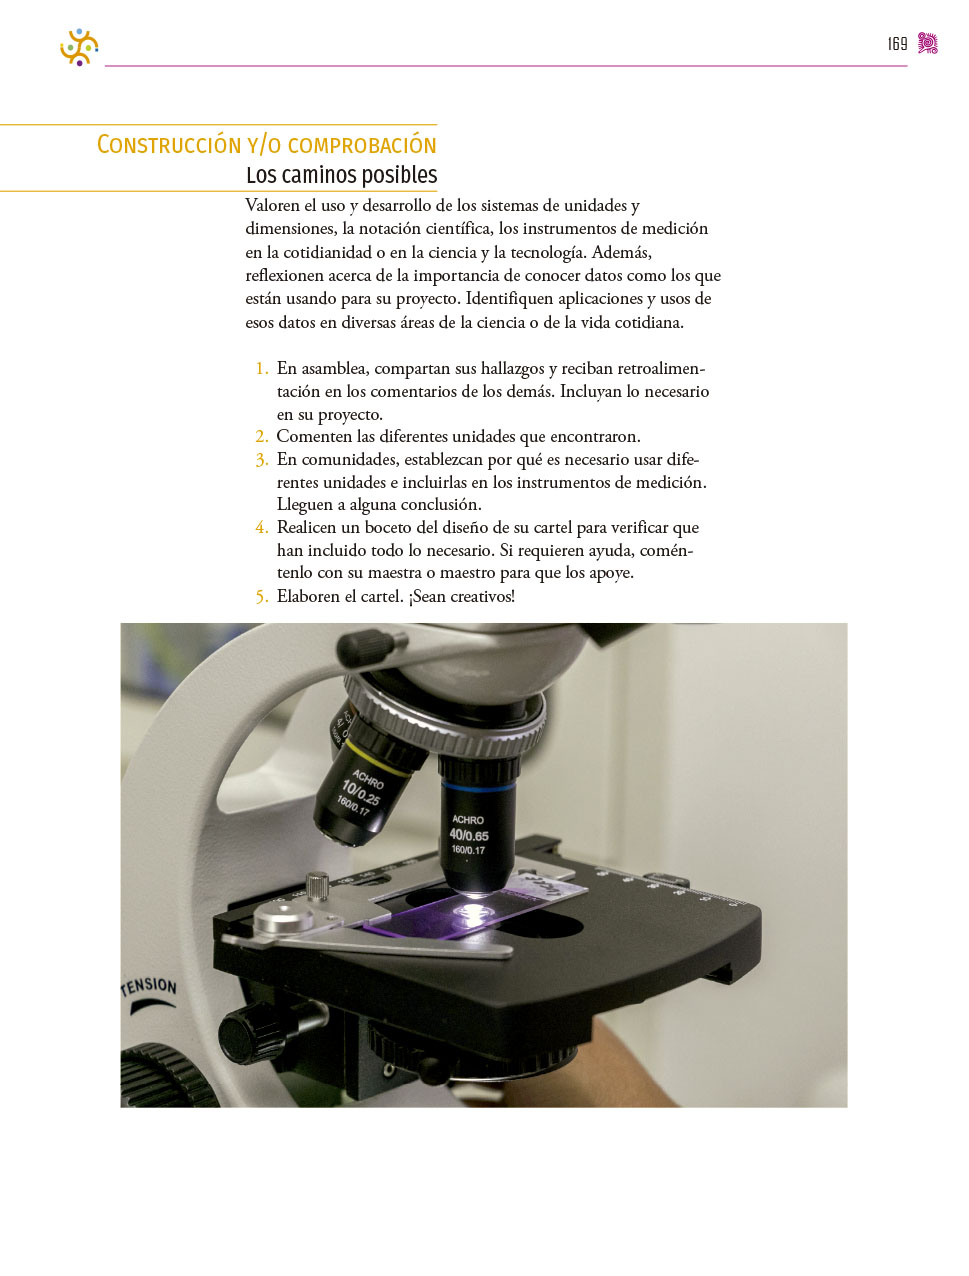 169
Construcción y/o comprobación
Los caminos posibles
Valoren el uso y desarrollo de los sistemas de unidades y
dimensiones, la notación científica, los instrumentos de medición
en la cotidianidad o en la ciencia y la tecnología. Además,
reflexionen acerca de la importancia de conocer datos como los que
están usando para su proyecto. Identifiquen aplicaciones y usos de
esos datos en diversas áreas de la ciencia o de la vida cotidiana.
1. En asamblea, compartan sus hallazgos y reciban retroalimen-
tación en los comentarios de los demás. Incluyan lo necesario
en su proyecto.
2. Comenten las diferentes unidades que encontraron.
3. En comunidades, establezcan por qué es necesario usar dife-
rentes unidades e incluirlas en los instrumentos de medición.
Lleguen a alguna conclusión.
4. Realicen un boceto del diseño de su cartel para verificar que
han incluido todo lo necesario. Si requieren ayuda, comén-
tenlo con su maestra o maestro para que los apoye.
5. Elaboren el cartel. ¡Sean creativos!
ACHRO
10/0.25
160/0.17
ACHRO
40/0.65
160/0.17
TENSION